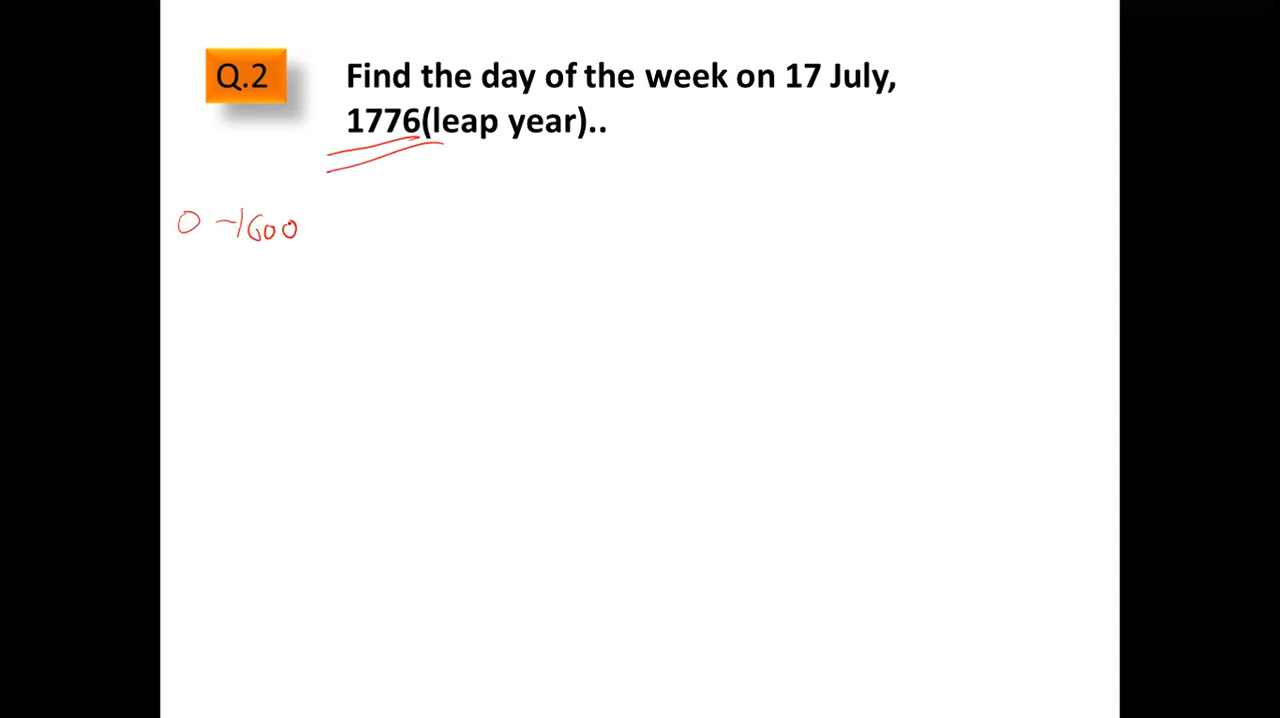 Q.2
Find the day of the week on 17 July,
1776(leap year)..
0 -1600